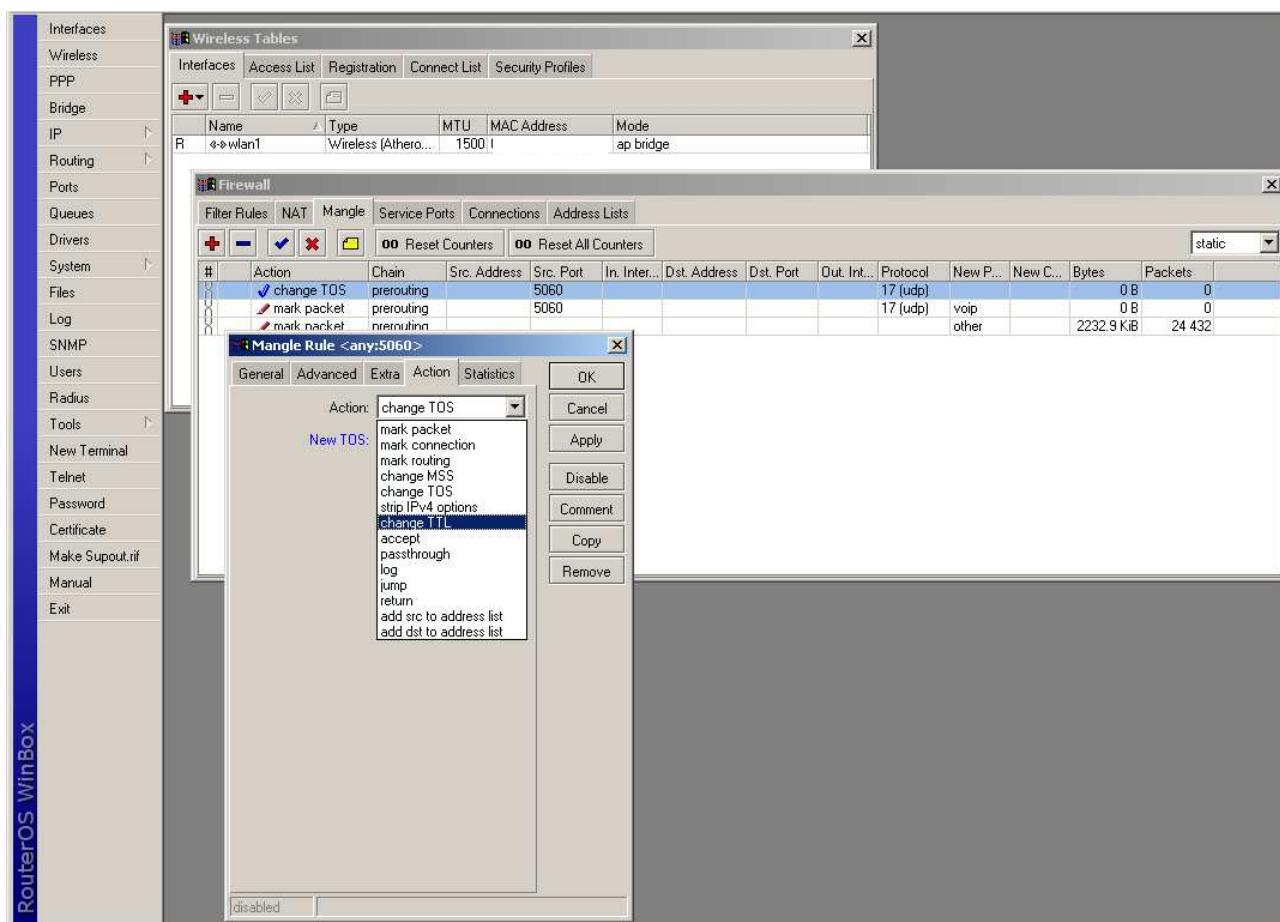 Interfaces
Wireless
PPP
Bridge
IP
Routing
Ports
Queues
Drivers
System
Files
Log
SNMP
Users
Radius
Tools
New Terminal
Telnet
Password
Certificate
Make Supout.rif
Manual
Exit
RouterOS WinBox
Wireless Tables
Interfaces Access List Registration Connect List Security Profiles
Name Type MTU MAC Address Mode
R wlan1 Wireless (Athero... 1500 ap bridge
Firewall
Filter Rules NAT Mangle Service Ports Connections Address Lists
00 Reset Counters 00 Reset All Counters static
# Action Chain Src. Address Src. Port In. Inter... Dst. Address Dst. Port Out. Int... Protocol New P... New C... Bytes Packets
change TOS prerouting 5060 17 (udp) 0 B 0
mark packet prerouting 5060 17 (udp) voip 0 B 0
mark packet prerouting other 2232.9 KiB 24 432
Mangle Rule <any:5060>
General Advanced Extra Action Statistics
Action: change TOS
New TOS:
mark packet
mark connection
mark routing
change MSS
change TOS
strip IPv4 options
change TTL
accept
passthrough
log
jump
return
add src to address list
add dst to address list
OK
Cancel
Apply
Disable
Comment
Copy
Remove
disabled